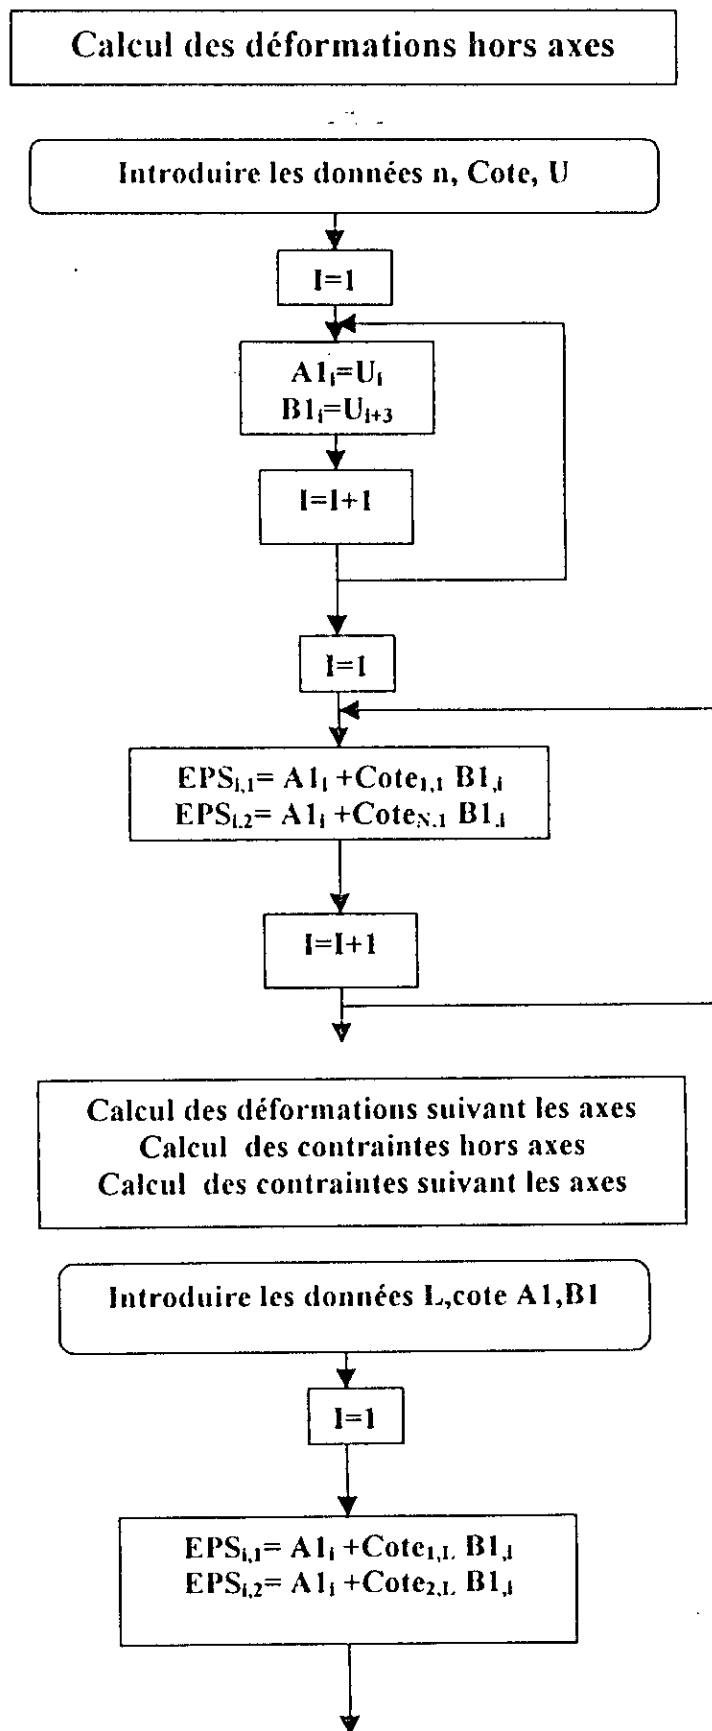 Calcul des déformations hors axes
Introduire les données n, Cote, U
I=1
A1ᵢ=Uᵢ
B1ᵢ=Uᵢ₊₃
I=I+1
I=1
EPSᵢ,₁= A1ᵢ +Cote₁,₁ B1,ᵢ
EPSᵢ.₂= A1ᵢ +Cote_N.₁ B1.ᵢ
I=I+1
Calcul des déformations suivant les axes
Calcul des contraintes hors axes
Calcul des contraintes suivant les axes
Introduire les données L,cote A1,B1
I=1
EPSᵢ,₁= A1ᵢ +Cote₁,L. B1,ᵢ
EPSᵢ,₂= A1ᵢ +Cote₂,L. B1,ᵢ